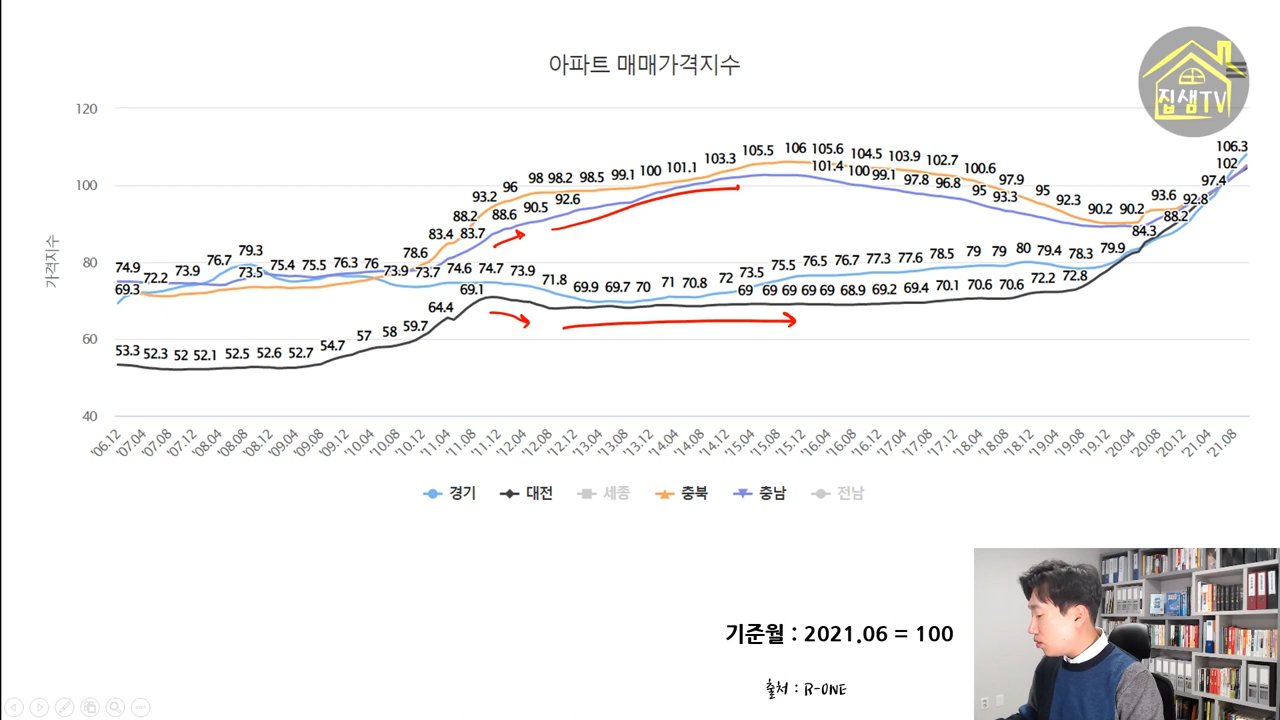 아파트 매매가격지수
집샘TV
가격지수
120
100
80
60
40
106.3
105.5 106 105.6 104.5 103.9 102.7 100.6 97.9 95 92.3 90.2 90.2 93.6 102
93.2 96 98 98.2 98.5 99.1 100 101.1 103.3 101.4 100 99.1 97.8 96.8 95 93.3 92.8 97.4
78.6 83.4 88.2 83.7 88.6 90.5 92.6 84.3 88.2
74.9 72.2 73.9 76.7 79.3 75.4 75.5 76.3 76 73.9 73.7 74.6 74.7 73.9 71.8 69.9 69.7 70 71 70.8 72 73.5 75.5 76.5 76.7 77.3 77.6 78.5 79 79 80 79.4 78.3 79.9
69.3 73.5
53.3 52.3 52 52.1 52.5 52.6 52.7 54.7 57 58 59.7 64.4 69.1 69 69 69 69 68.9 69.2 69.4 70.1 70.6 70.6 72.2 72.8
'06.12 '07.04 '07.08 '07.12 '08.04 '08.08 '08.12 '09.04 '09.08 '09.12 '10.04 '10.08 '10.12 '11.04 '11.08 '11.12 '12.04 '12.08 '12.12 '13.04 '13.08 '13.12 '14.04 '14.08 '14.12 '15.04 '15.08 '15.12 '16.04 '16.08 '16.12 '17.04 '17.08 '17.12 '18.04 '18.08 '18.12 '19.04 '19.08 '19.12 '20.04 '20.08 '20.12 '21.04 '21.08
경기 대전 세종 충북 충남 전남
기준월 : 2021.06 = 100
출처 : R-ONE